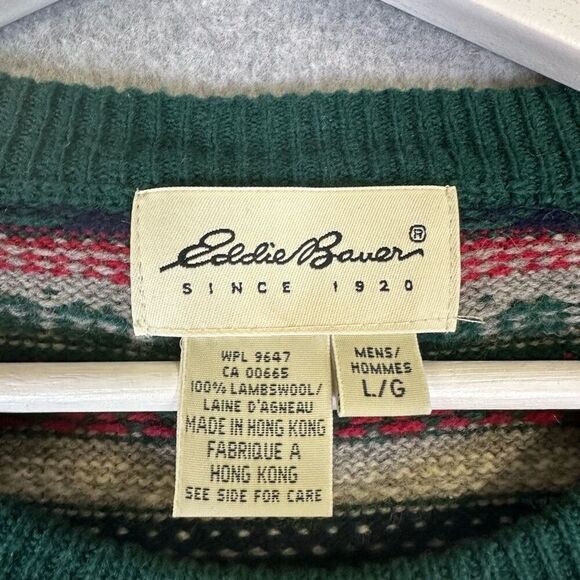 Eddie Bauer®
SINCE 1920
WPL 9647
CA 00665
100% LAMBSWOOL/
LAINE D'AGNEAU
MADE IN HONG KONG
FABRIQUE A
HONG KONG
SEE SIDE FOR CARE
MENS/
HOMMES
L/G